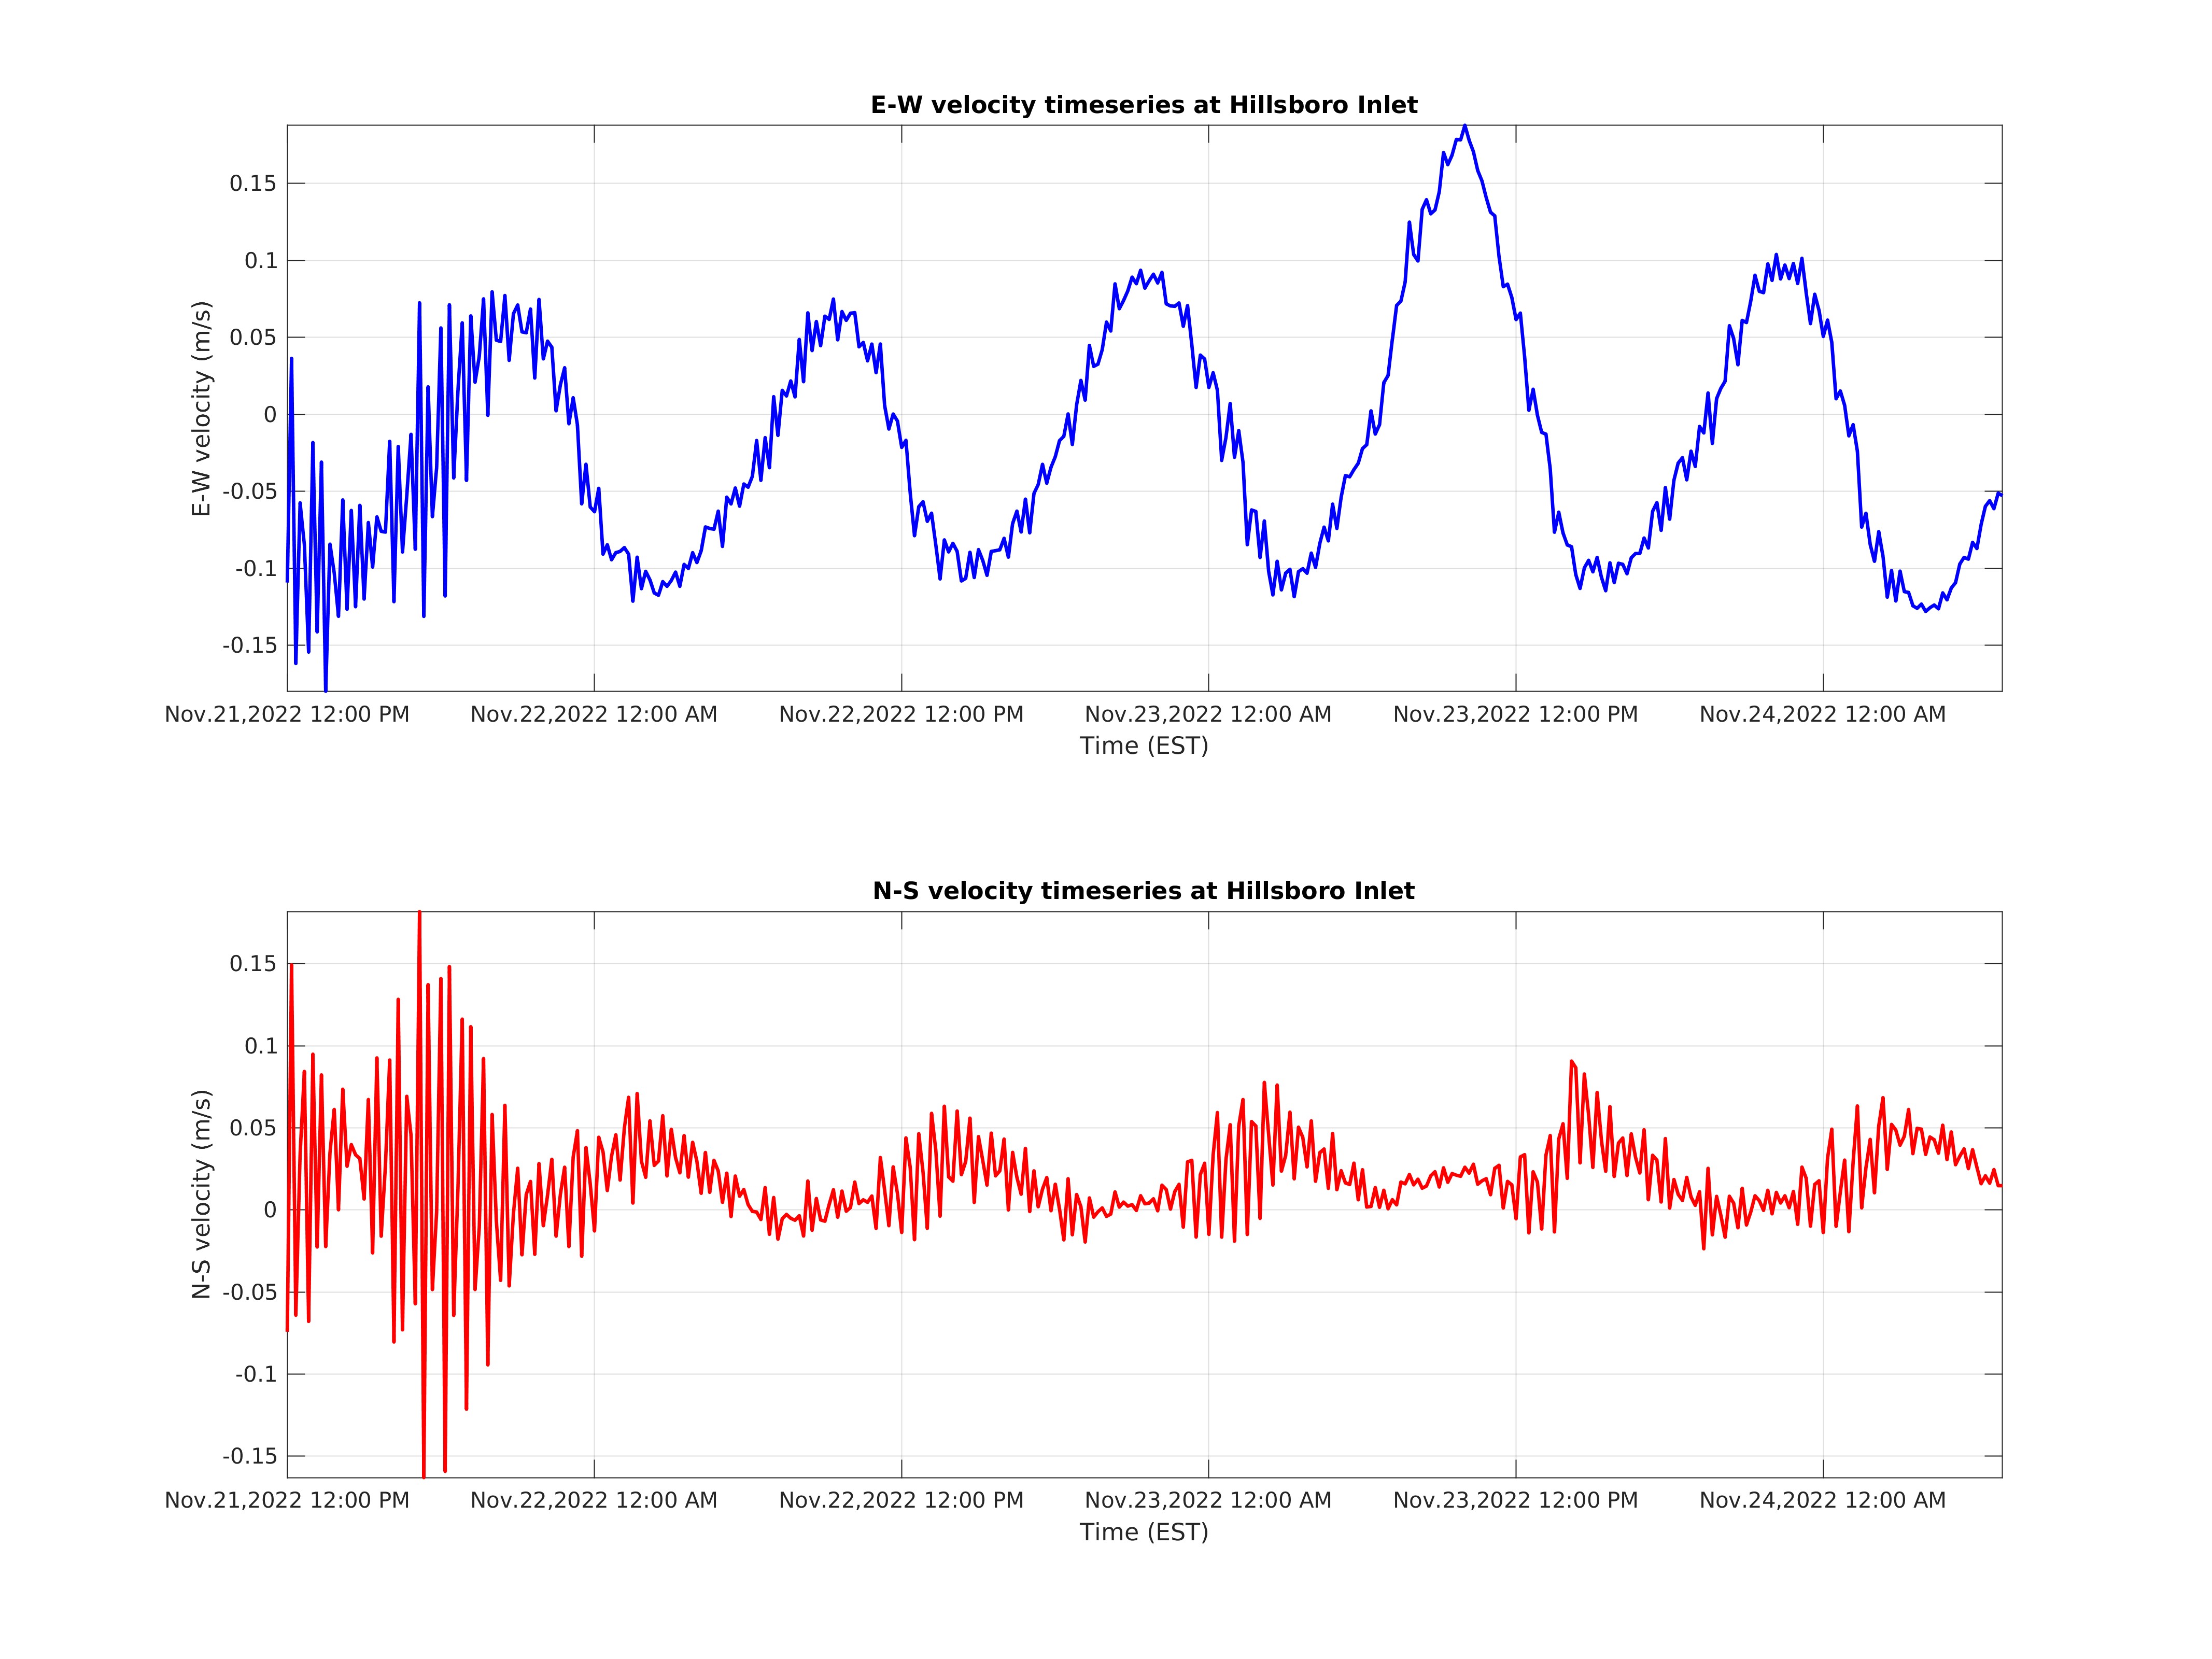 E-W velocity timeseries at Hillsboro Inlet
E-W velocity (m/s)
0.15
0.1
0.05
0
-0.05
-0.1
-0.15
Nov.21,2022 12:00 PM Nov.22,2022 12:00 AM Nov.22,2022 12:00 PM Nov.23,2022 12:00 AM Nov.23,2022 12:00 PM Nov.24,2022 12:00 AM
Time (EST)
N-S velocity timeseries at Hillsboro Inlet
N-S velocity (m/s)
0.15
0.1
0.05
0
-0.05
-0.1
-0.15
Nov.21,2022 12:00 PM Nov.22,2022 12:00 AM Nov.22,2022 12:00 PM Nov.23,2022 12:00 AM Nov.23,2022 12:00 PM Nov.24,2022 12:00 AM
Time (EST)